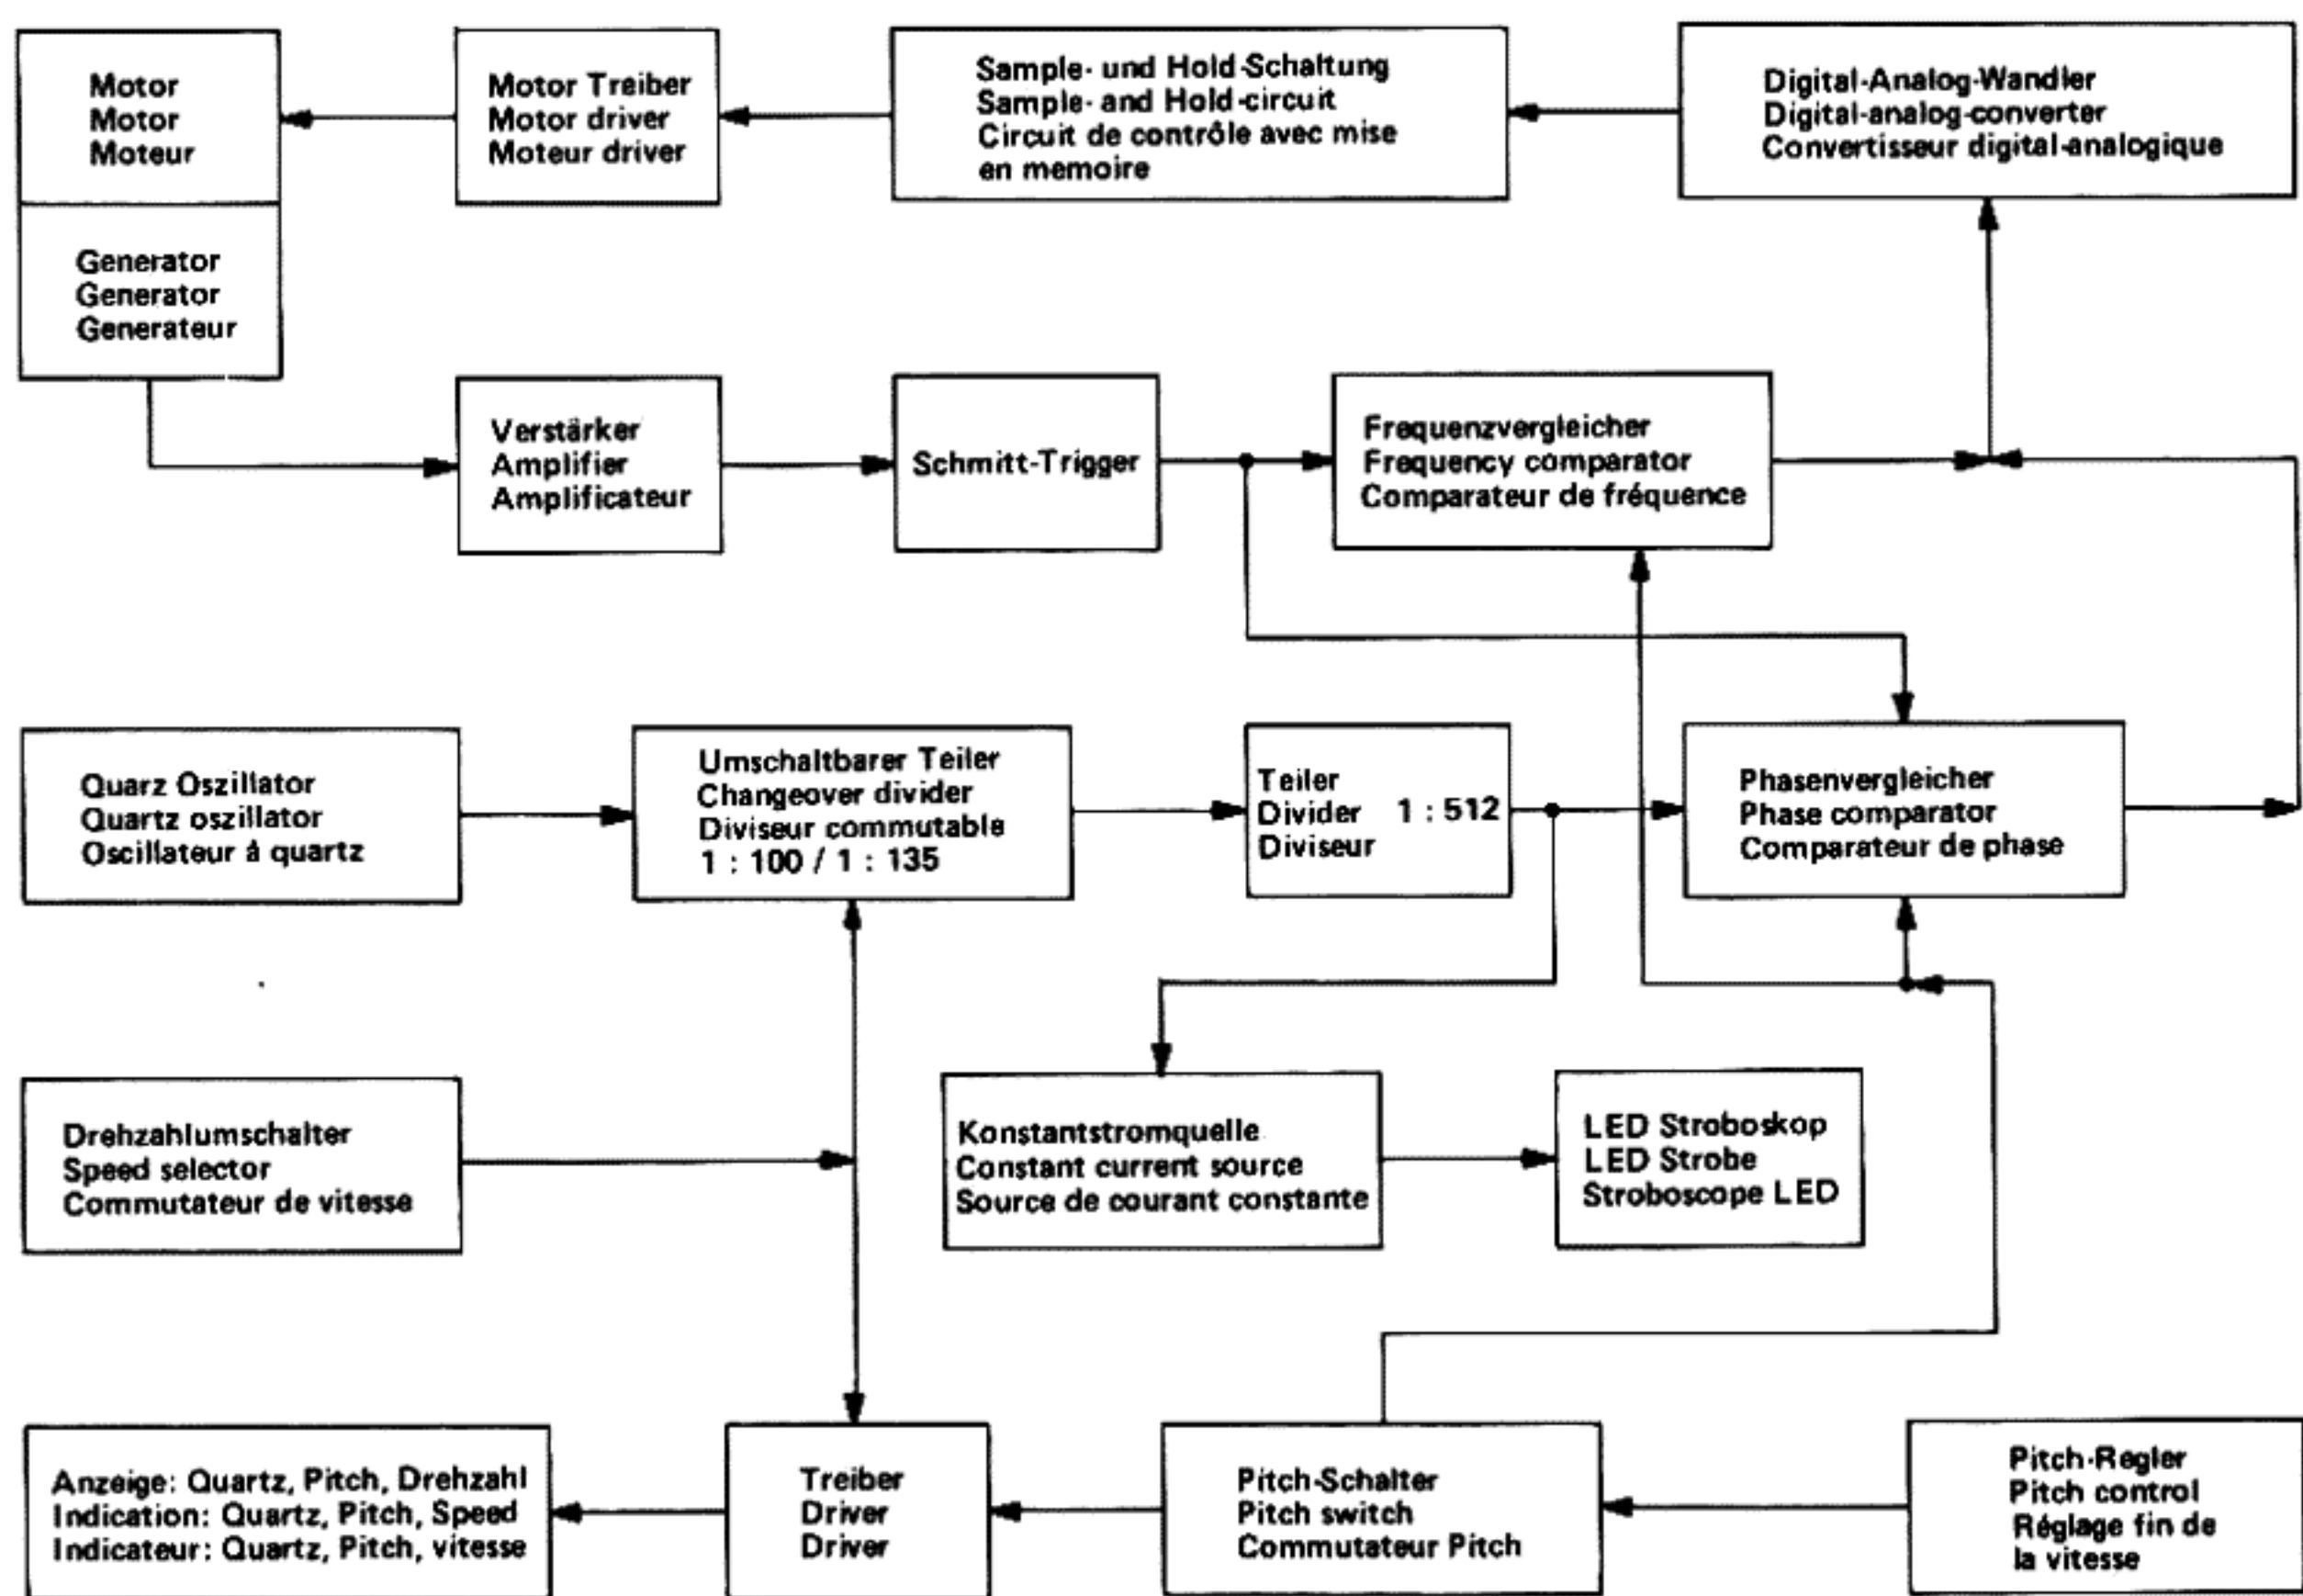 Motor
Motor
Moteur
Motor Treiber
Motor driver
Moteur driver
Sample- und Hold-Schaltung
Sample- and Hold-circuit
Circuit de contrôle avec mise
en memoire
Digital-Analog-Wandler
Digital-analog-converter
Convertisseur digital-analogique
Generator
Generator
Generateur
Verstärker
Amplifier
Amplificateur
Schmitt-Trigger
Frequenzvergleicher
Frequency comparator
Comparateur de fréquence
Quarz Oszillator
Quartz oszillator
Oscillateur à quartz
Umschaltbarer Teiler
Changeover divider
Diviseur commutable
1 : 100 / 1 : 135
Teiler
Divider 1 : 512
Diviseur
Phasenvergleicher
Phase comparator
Comparateur de phase
Drehzahlumschalter
Speed selector
Commutateur de vitesse
Konstantstromquelle
Constant current source
Source de courant constante
LED Stroboskop
LED Strobe
Stroboscope LED
Anzeige: Quartz, Pitch, Drehzahl
Indication: Quartz, Pitch, Speed
Indicateur: Quartz, Pitch, vitesse
Treiber
Driver
Driver
Pitch-Schalter
Pitch switch
Commutateur Pitch
Pitch-Regler
Pitch control
Réglage fin de
la vitesse